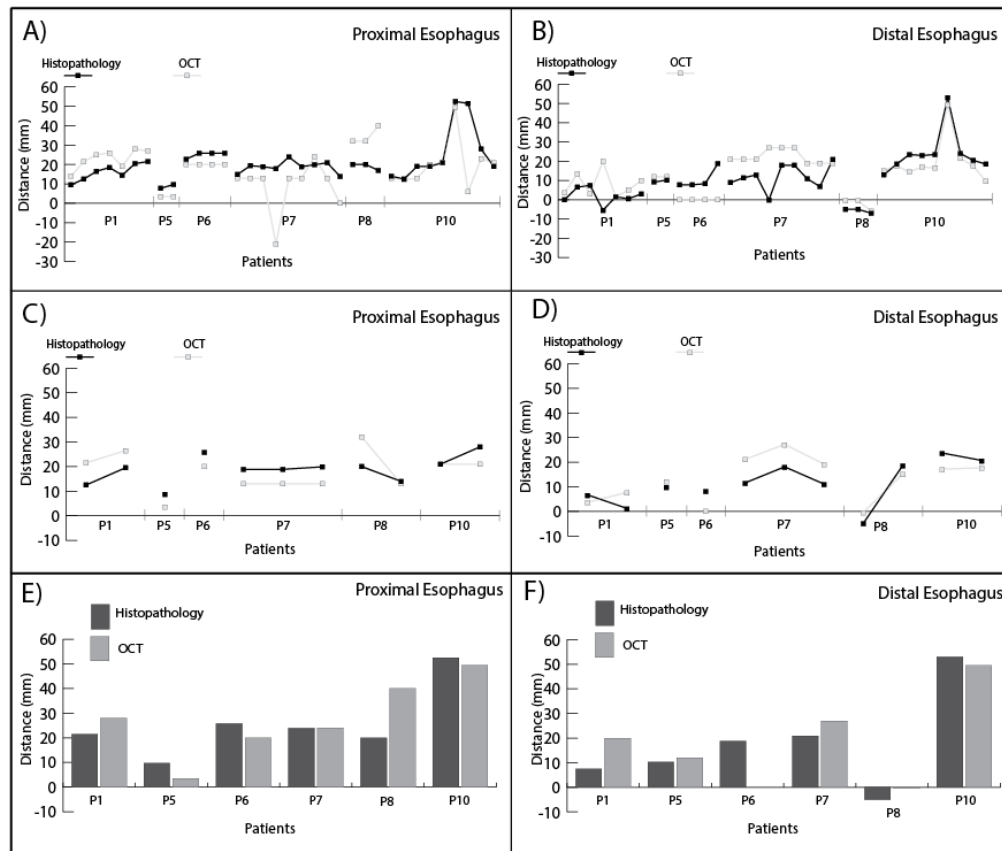 A)
Proximal Esophagus
Histopathology
OCT
Distance (mm)
60
50
40
30
20
10
0
-10
-20
-30
P1
P5
P6
P7
P8
P10
Patients
B)
Distal Esophagus
Histopathology
OCT
Distance (mm)
60
50
40
30
20
10
0
-10
-20
-30
P1
P5
P6
P7
P8
P10
Patients
C)
Proximal Esophagus
Histopathology
OCT
Distance (mm)
60
50
40
30
20
10
0
-10
P1
P5
P6
P7
P8
P10
Patients
D)
Distal Esophagus
Histopathology
OCT
Distance (mm)
60
50
40
30
20
10
0
-10
P1
P5
P6
P7
P8
P10
Patients
E)
Proximal Esophagus
Histopathology
OCT
Distance (mm)
60
50
40
30
20
10
0
-10
P1
P5
P6
P7
P8
P10
Patients
F)
Distal Esophagus
Histopathology
OCT
Distance (mm)
60
50
40
30
20
10
0
-10
P1
P5
P6
P7
P8
P10
Patients